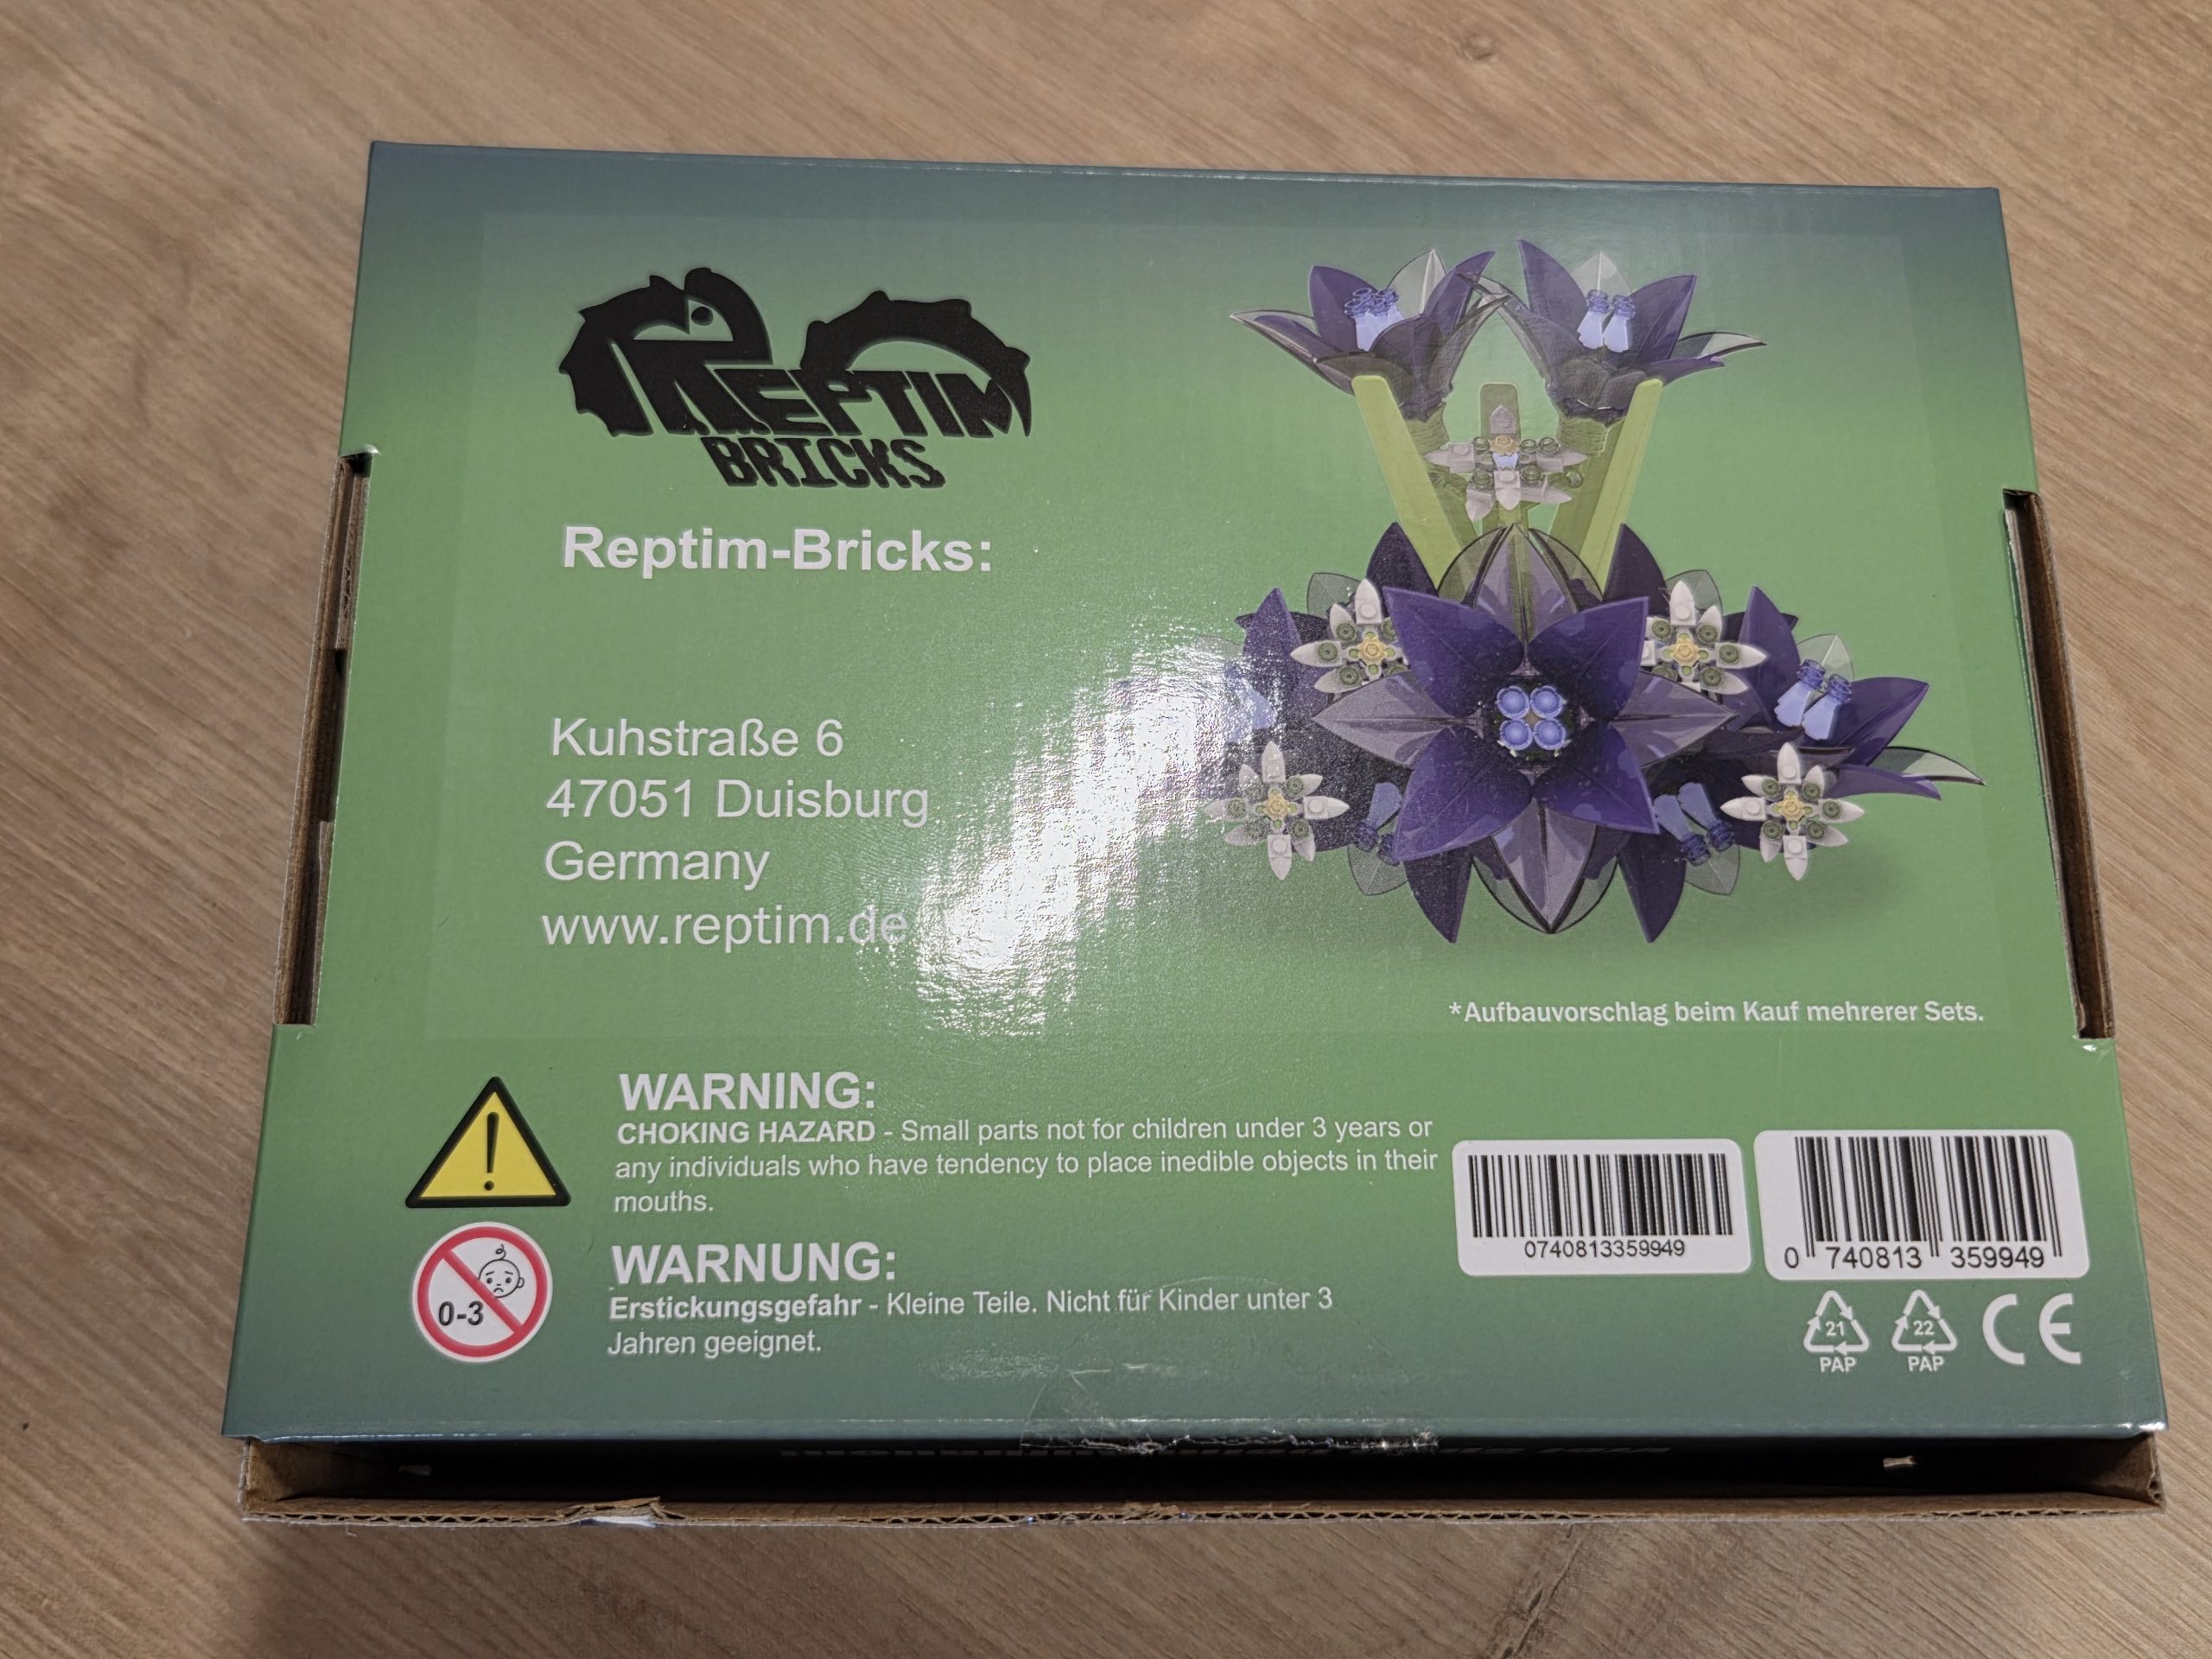 REPTIM
BRICKS
Reptim-Bricks:
Kuhstraße 6
47051 Duisburg
Germany
www.reptim.de
*Aufbauvorschlag beim Kauf mehrerer Sets.
WARNING:
CHOKING HAZARD - Small parts not for children under 3 years or
any individuals who have tendency to place inedible objects in their
mouths.
WARNUNG:
Erstickungsgefahr - Kleine Teile. Nicht für Kinder unter 3
Jahren geeignet.
0-3
0740813359949
0 740813 359949
21
PAP
22
PAP
CE